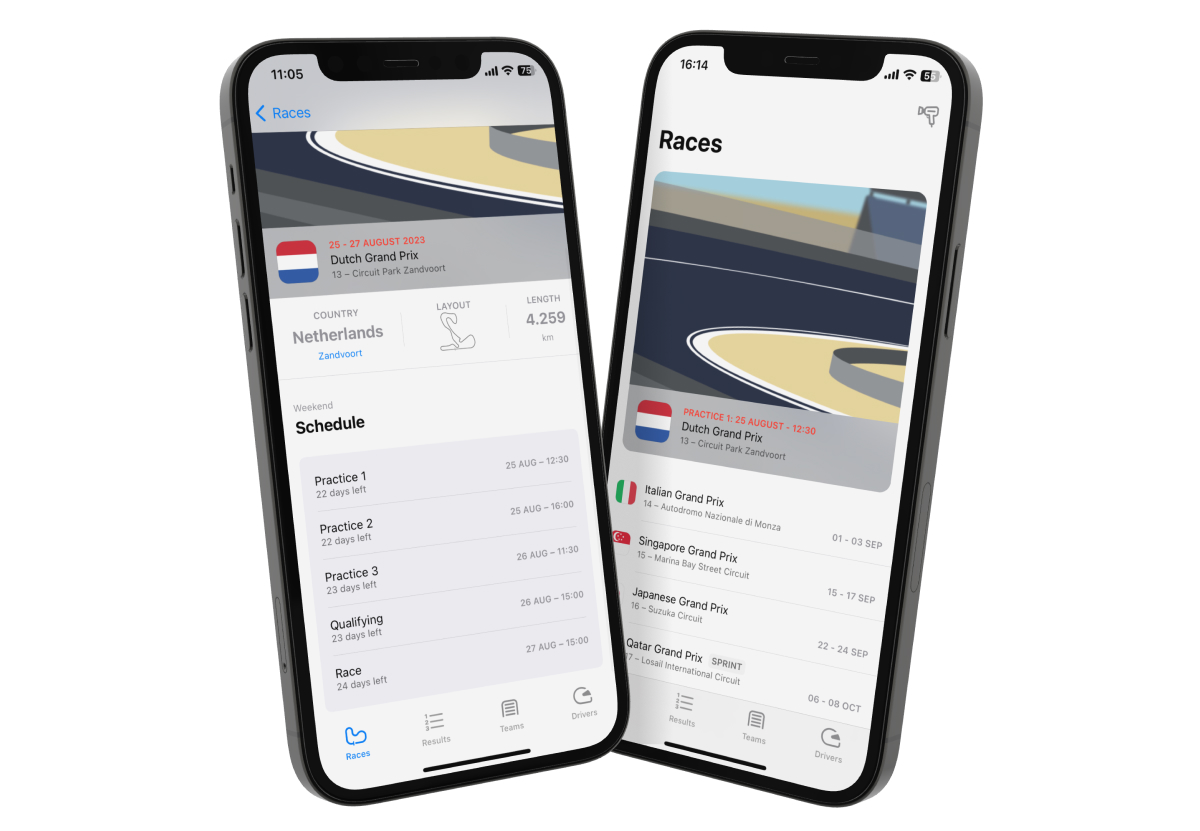 11:05
75
Races
25 - 27 AUGUST 2023
Dutch Grand Prix
13 – Circuit Park Zandvoort
COUNTRY
Netherlands
Zandvoort
LAYOUT
LENGTH
4.259
km
Weekend
Schedule
Practice 1
22 days left
25 AUG – 12:30
Practice 2
22 days left
25 AUG – 16:00
Practice 3
23 days left
26 AUG – 11:30
Qualifying
23 days left
26 AUG – 15:00
Race
24 days left
27 AUG – 15:00
Races
Results
Teams
Drivers
16:14
55
Races
PRACTICE 1: 25 AUGUST - 12:30
Dutch Grand Prix
13 – Circuit Park Zandvoort
Italian Grand Prix
14 – Autodromo Nazionale di Monza
01 - 03 SEP
Singapore Grand Prix
15 – Marina Bay Street Circuit
15 - 17 SEP
Japanese Grand Prix
16 – Suzuka Circuit
22 - 24 SEP
Qatar Grand Prix SPRINT
17 – Losail International Circuit
06 - 08 OCT
Results
Teams
Drivers